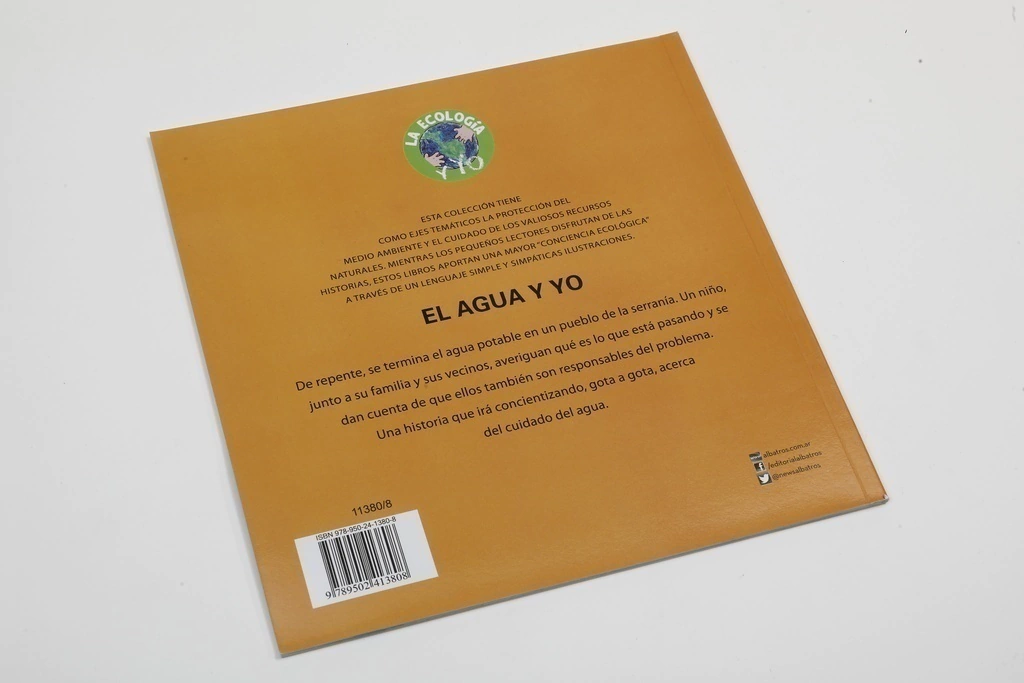 LA ECOLOGÍA
Y YO
ESTA COLECCIÓN TIENE
COMO EJES TEMÁTICOS LA PROTECCIÓN DEL
MEDIO AMBIENTE Y EL CUIDADO DE LOS VALIOSOS RECURSOS
NATURALES. MIENTRAS LOS PEQUEÑOS LECTORES DISFRUTAN DE LAS
HISTORIAS, ESTOS LIBROS APORTAN UNA MAYOR "CONCIENCIA ECOLÓGICA"
A TRAVÉS DE UN LENGUAJE SIMPLE Y SIMPÁTICAS ILUSTRACIONES.
EL AGUA Y YO
De repente, se termina el agua potable en un pueblo de la serranía. Un niño,
junto a su familia y sus vecinos, averiguan qué es lo que está pasando y se
dan cuenta de que ellos también son responsables del problema.
Una historia que irá concientizando, gota a gota, acerca
del cuidado del agua.
albatros.com.ar
/editorialalbatros
@newsalbatros
11380/8
ISBN 978-950-24-1380-8
9 789502 413808